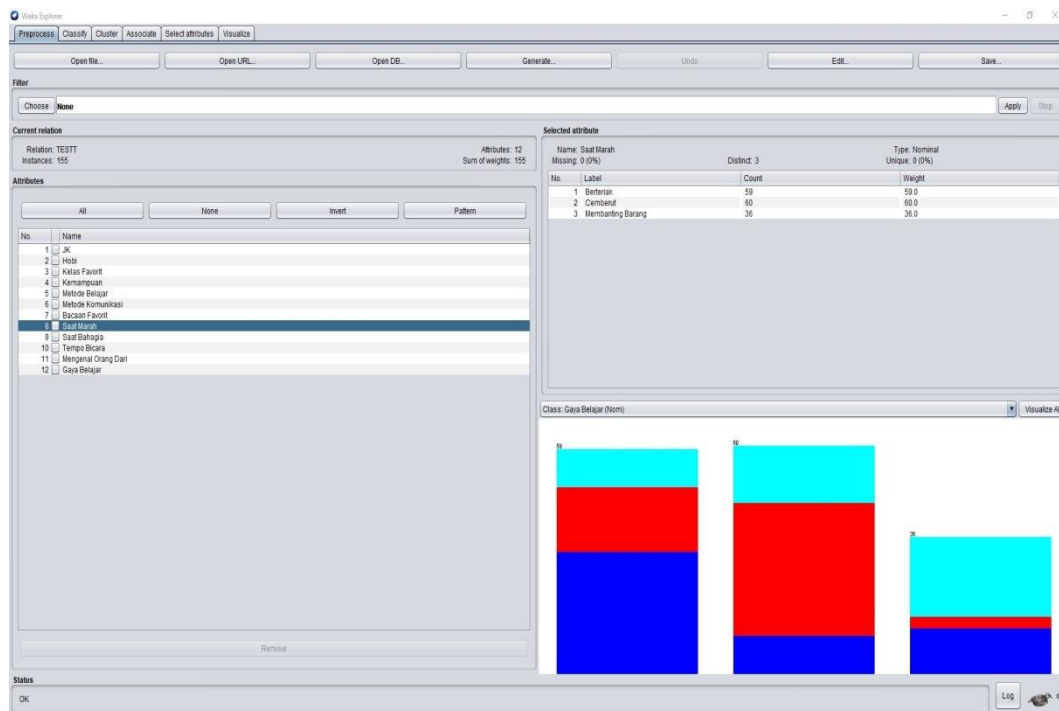 Weka Explorer
Preprocess Classify Cluster Associate Select attributes Visualize
Open file... Open URL... Open DB... Generate... Undo Edit... Save...
Filter
Choose None Apply Stop
Current relation
Relation: TESTT Attributes: 12
Instances: 155 Sum of weights: 155
Attributes
All None Invert Pattern
No. Name
1 JK
2 Hobi
3 Kelas Favorit
4 Kemampuan
5 Metode Belajar
6 Metode Komunikasi
7 Bacaan Favorit
8 Saat Marah
9 Saat Bahagia
10 Tempo Bicara
11 Mengenal Orang Dari
12 Gaya Belajar
Remove
Selected attribute
Name: Saat Marah Type: Nominal
Missing: 0 (0%) Distinct: 3 Unique: 0 (0%)
No. Label Count Weight
1 Berteriak 59 59.0
2 Cemberut 60 60.0
3 Membanting Barang 36 36.0
Class: Gaya Belajar (Nom) Visualize Al
59 60 36
Status
OK Log x